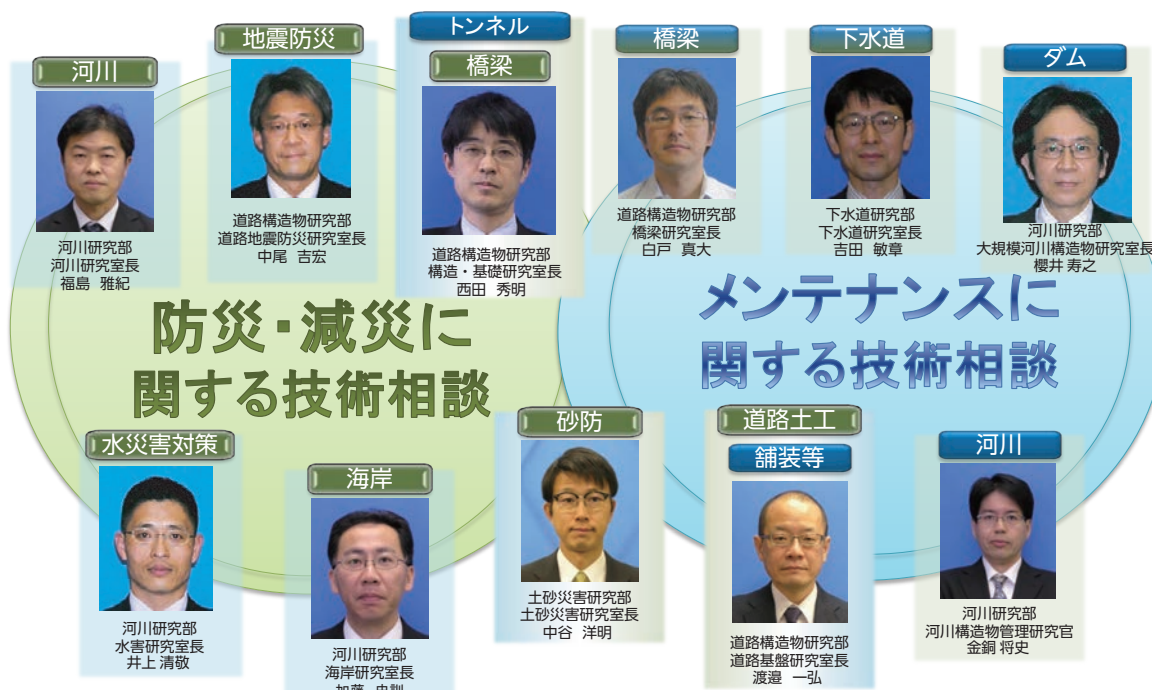 河川
河川研究部
河川研究室長
福島 雅紀
地震防災
道路構造物研究部
道路地震防災研究室長
中尾 吉宏
トンネル
橋梁
道路構造物研究部
構造・基礎研究室長
西田 秀明
橋梁
道路構造物研究部
橋梁研究室長
白戸 真大
下水道
下水道研究部
下水道研究室長
吉田 敏章
ダム
河川研究部
大規模河川構造物研究室長
櫻井 寿之
防災・減災に
関する技術相談
メンテナンスに
関する技術相談
水災害対策
河川研究部
水害研究室長
井上 清敬
海岸
河川研究部
海岸研究室長
砂防
土砂災害研究部
土砂災害研究室長
中谷 洋明
道路土工
舗装等
道路構造物研究部
道路基盤研究室長
渡邉 一弘
河川
河川研究部
河川構造物管理研究官
金銅 将史